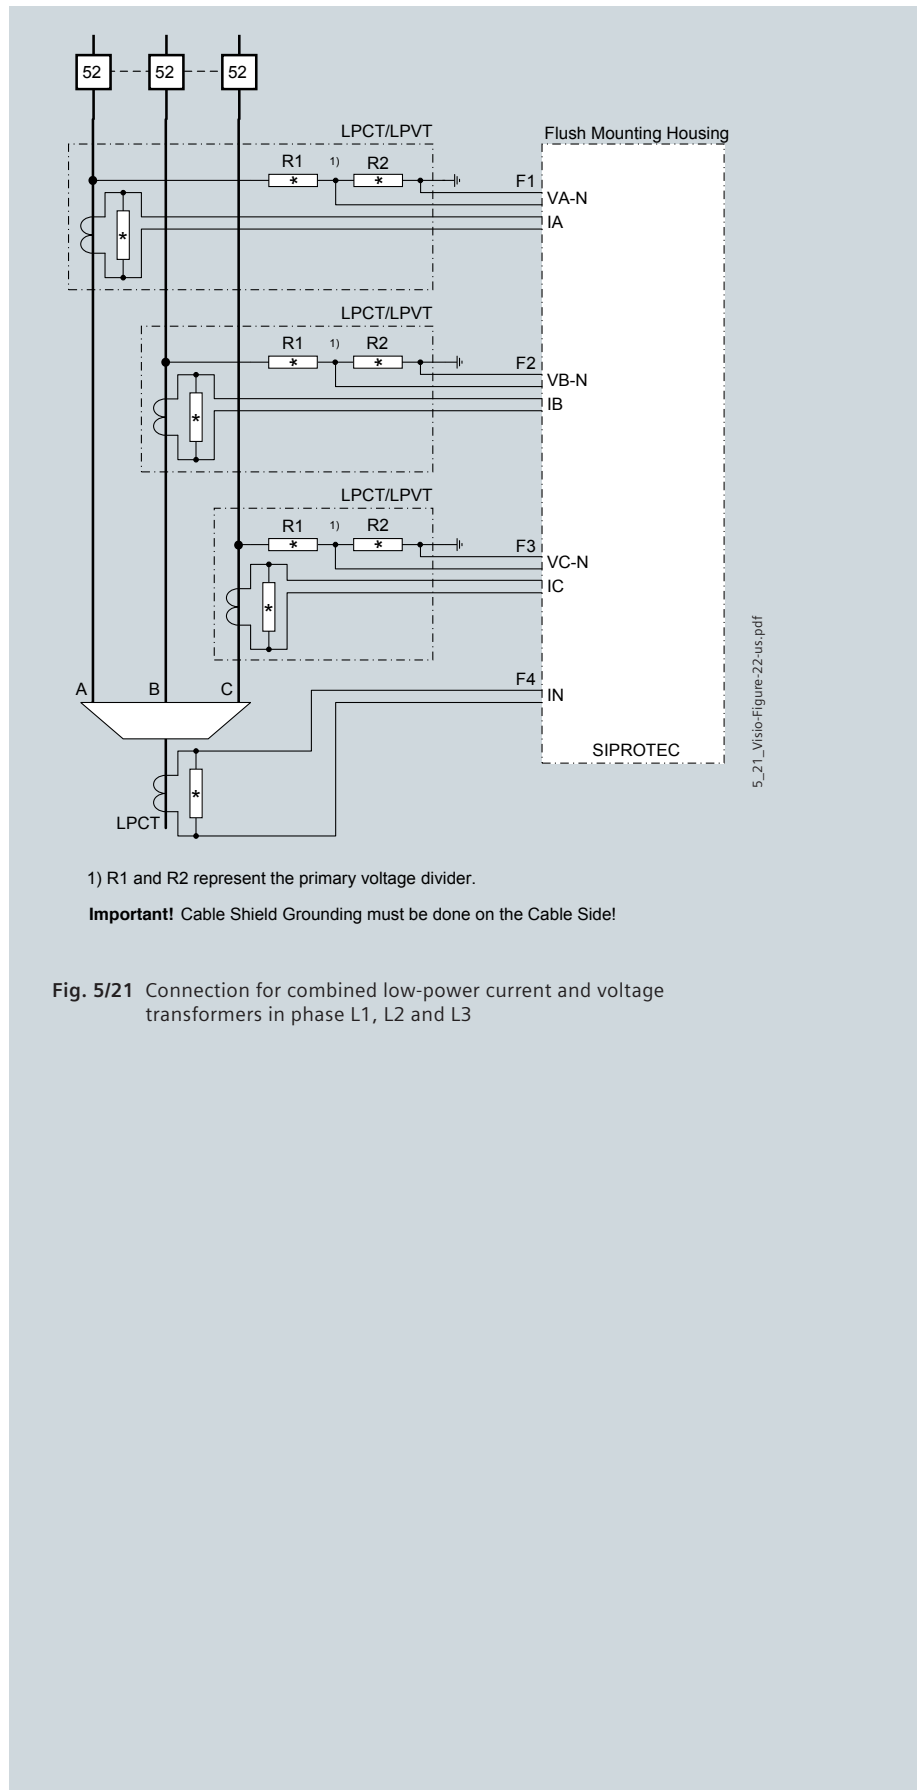 52 52 52
LPCT/LPVT Flush Mounting Housing
R1 1) R2
F1
VA-N
IA
*
*
*
LPCT/LPVT
R1 1) R2
F2
VB-N
IB
*
*
*
LPCT/LPVT
R1 1) R2
F3
VC-N
IC
*
*
*
A B C
F4
IN
SIPROTEC
*
LPCT
5_21_Visio-Figure-22-us.pdf
1) R1 and R2 represent the primary voltage divider.
Important! Cable Shield Grounding must be done on the Cable Side!
Fig. 5/21 Connection for combined low-power current and voltage
transformers in phase L1, L2 and L3